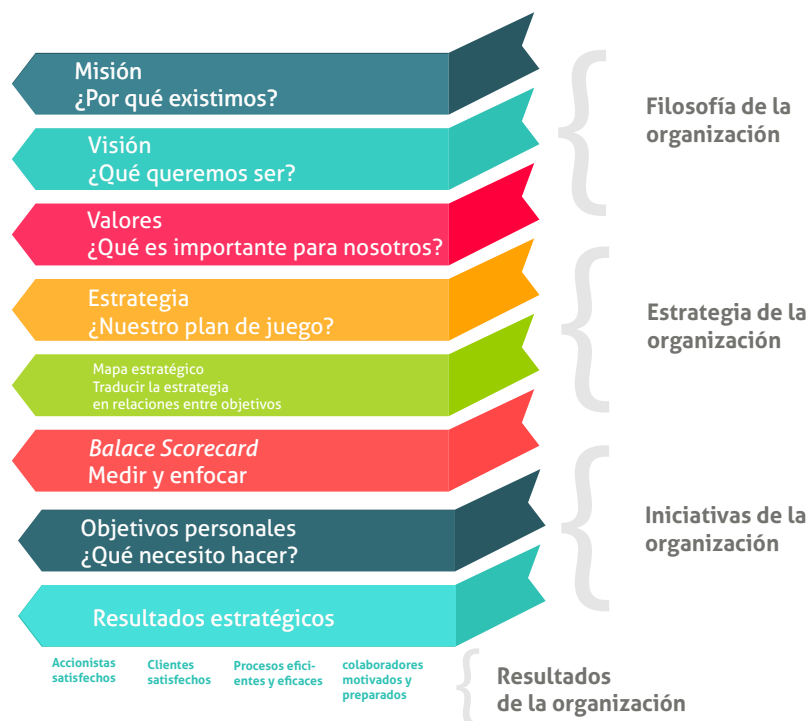 Misión
¿Por qué existimos?
Filosofía de la
organización
Visión
¿Qué queremos ser?
Valores
¿Qué es importante para nosotros?
Estrategia
¿Nuestro plan de juego?
Estrategia de la
organización
Mapa estratégico
Traducir la estrategia
en relaciones entre objetivos
Balace Scorecard
Medir y enfocar
Objetivos personales
¿Qué necesito hacer?
Iniciativas de la
organización
Resultados estratégicos
Accionistas
satisfechos
Clientes
satisfechos
Procesos efici-
entes y eficaces
colaboradores
motivados y
preparados
Resultados
de la organización